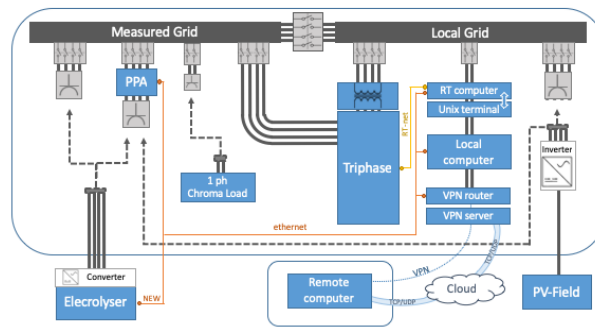 Measured Grid
Local Grid
PPA
RT computer
Unix terminal
RT-net
Triphase
Local
computer
Inverter
1 ph
Chroma Load
VPN router
VPN server
ethernet
TCP/UDP
VPN
Converter
Elecrolyser
NEW
Remote
computer
Cloud
TCP/UDP
PV-Field